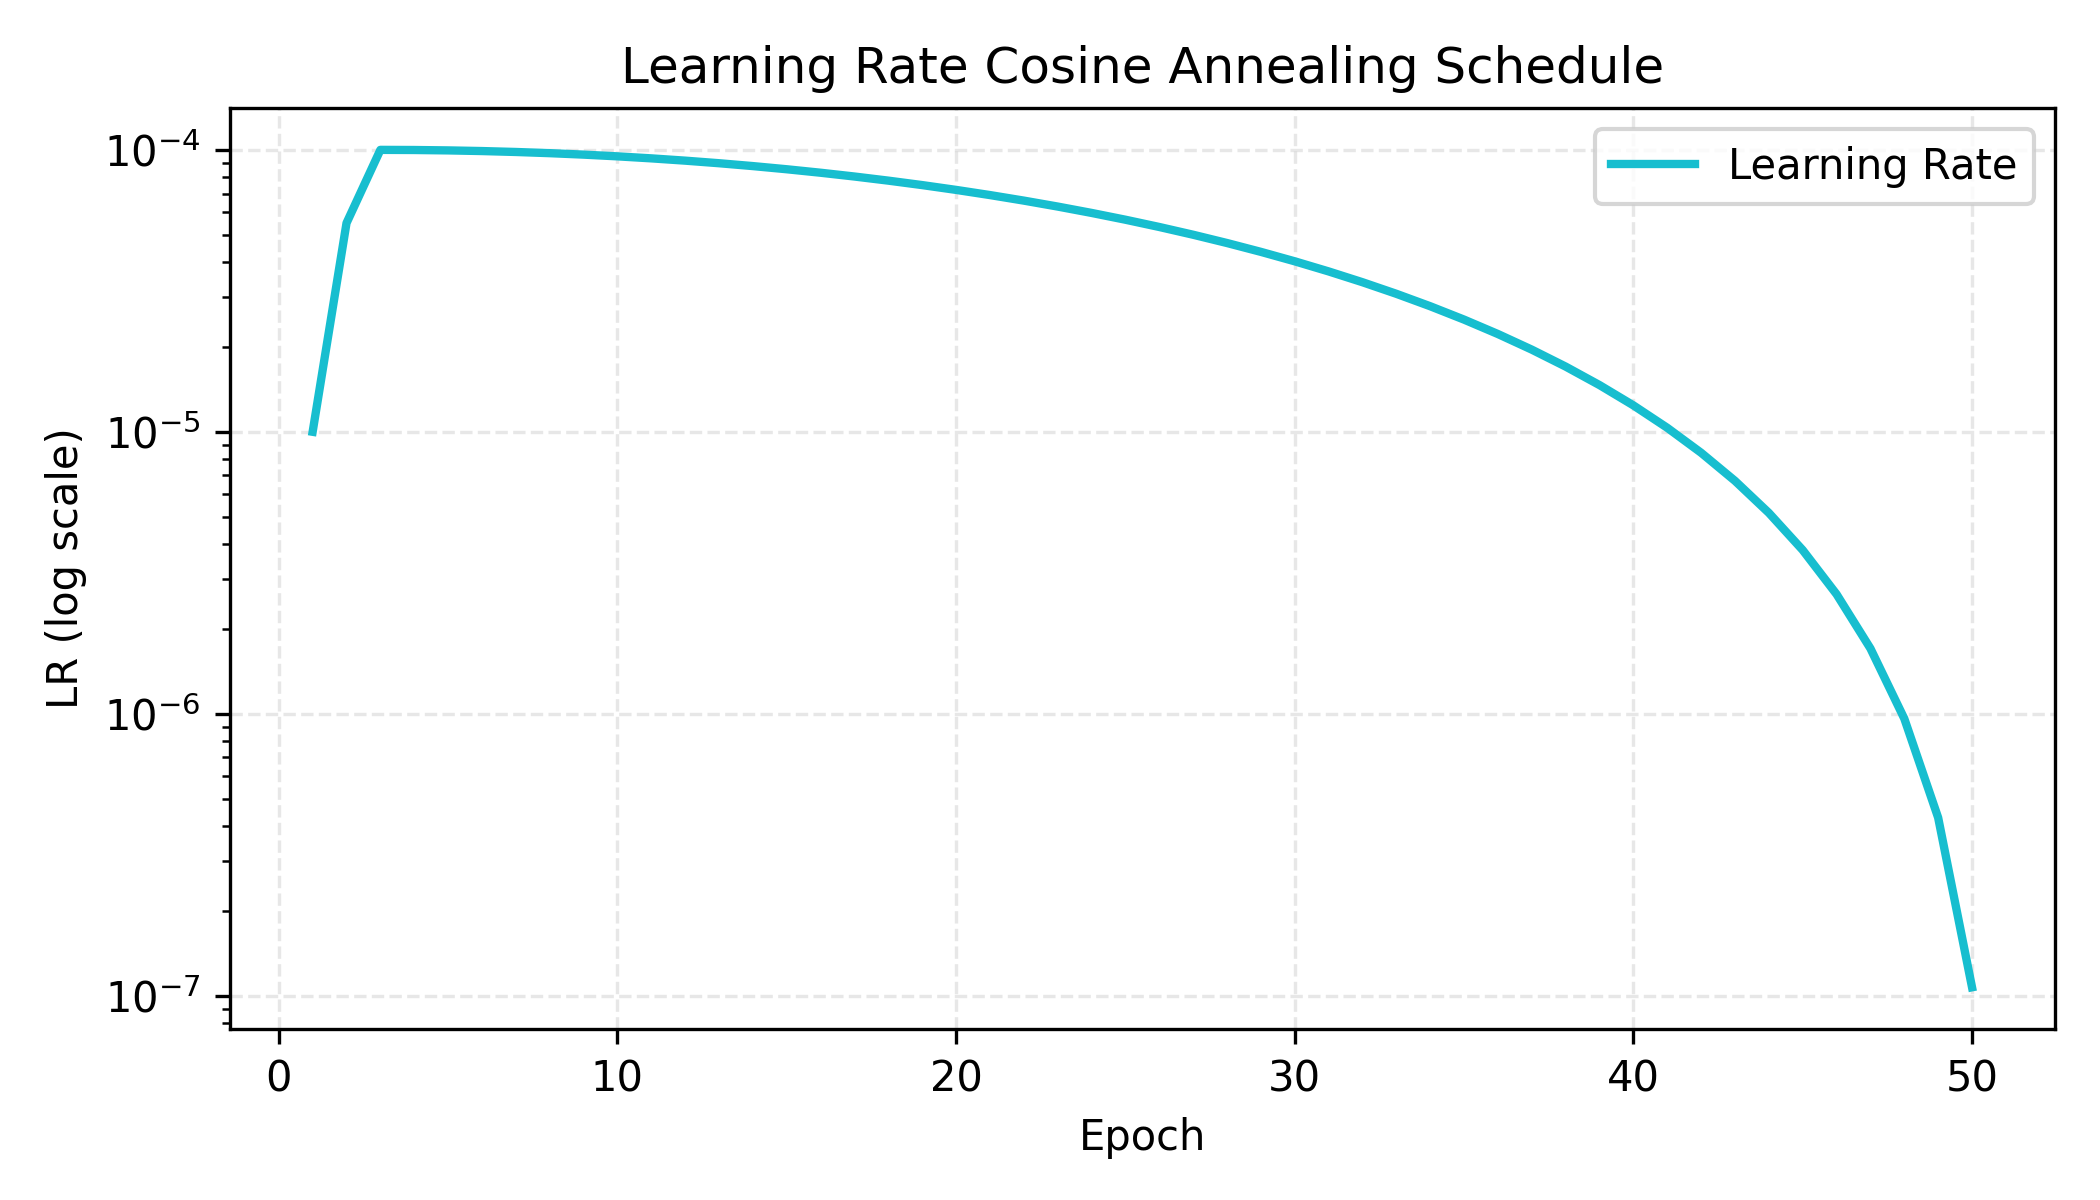 Learning Rate Cosine Annealing Schedule
Learning Rate
LR (log scale)
10⁻⁴
10⁻⁵
10⁻⁶
10⁻⁷
0 10 20 30 40 50
Epoch